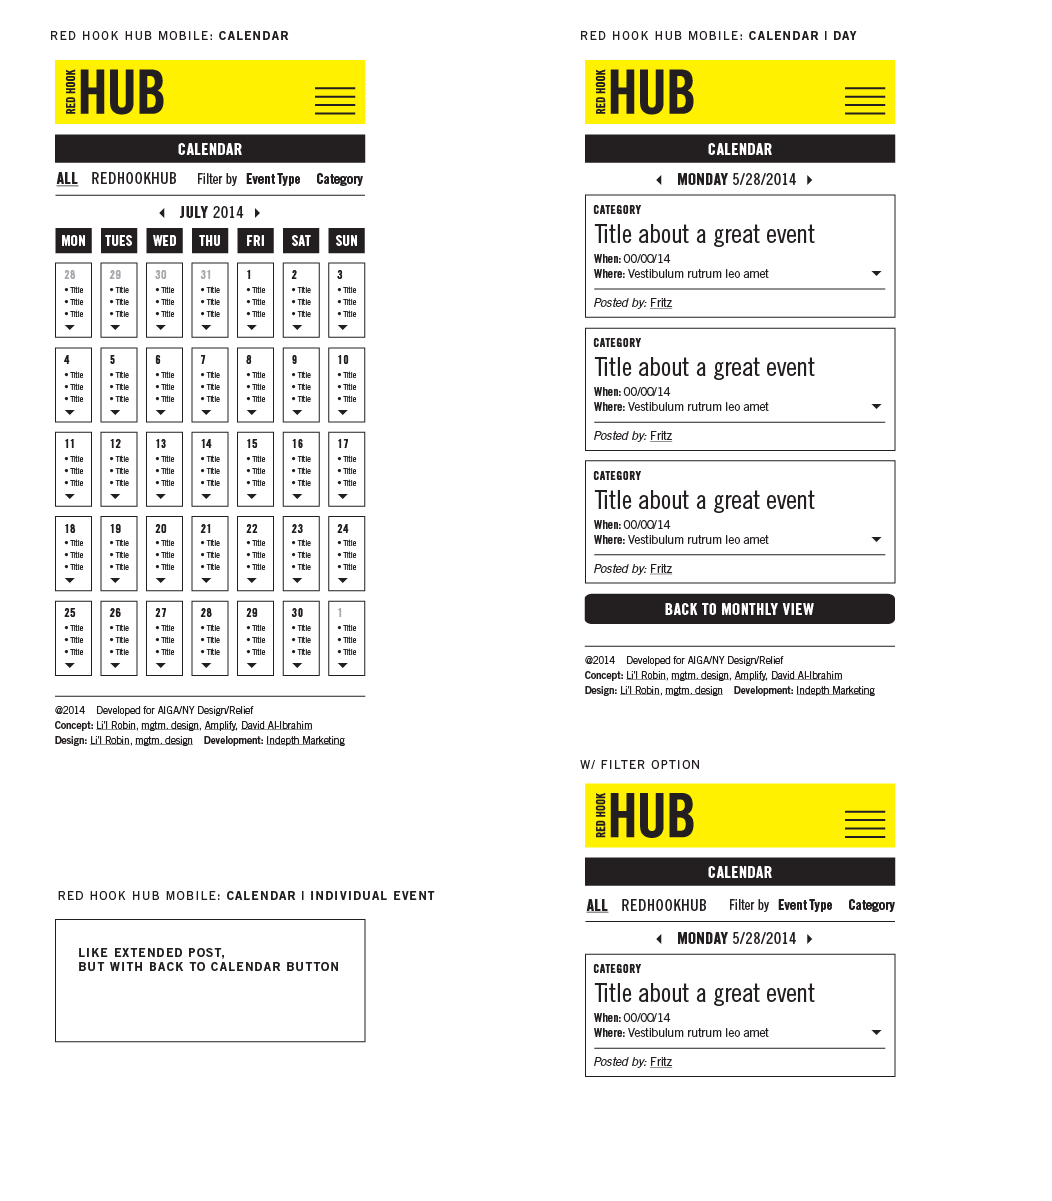 RED HOOK HUB MOBILE: CALENDAR
RED HOOK HUB
CALENDAR
ALL REDHOOKHUB Filter by Event Type Category
JULY 2014
MON TUES WED THU FRI SAT SUN
28 29 30 31 1 2 3
• Title • Title • Title • Title • Title • Title • Title
• Title • Title • Title • Title • Title • Title • Title
• Title • Title • Title • Title • Title • Title • Title
4 5 6 7 8 9 10
• Title • Title • Title • Title • Title • Title • Title
• Title • Title • Title • Title • Title • Title • Title
• Title • Title • Title • Title • Title • Title • Title
11 12 13 14 15 16 17
• Title • Title • Title • Title • Title • Title • Title
• Title • Title • Title • Title • Title • Title • Title
• Title • Title • Title • Title • Title • Title • Title
18 19 20 21 22 23 24
• Title • Title • Title • Title • Title • Title • Title
• Title • Title • Title • Title • Title • Title • Title
• Title • Title • Title • Title • Title • Title • Title
25 26 27 28 29 30 1
• Title • Title • Title • Title • Title • Title • Title
• Title • Title • Title • Title • Title • Title • Title
• Title • Title • Title • Title • Title • Title • Title
@2014 Developed for AIGA/NY Design/Relief
Concept: Li'l Robin, mgtm. design, Amplify, David Al-Ibrahim
Design: Li'l Robin, mgtm. design Development: Indepth Marketing
RED HOOK HUB MOBILE: CALENDAR | INDIVIDUAL EVENT
LIKE EXTENDED POST,
BUT WITH BACK TO CALENDAR BUTTON
RED HOOK HUB MOBILE: CALENDAR | DAY
RED HOOK HUB
CALENDAR
MONDAY 5/28/2014
CATEGORY
Title about a great event
When: 00/00/14
Where: Vestibulum rutrum leo amet
Posted by: Fritz
CATEGORY
Title about a great event
When: 00/00/14
Where: Vestibulum rutrum leo amet
Posted by: Fritz
CATEGORY
Title about a great event
When: 00/00/14
Where: Vestibulum rutrum leo amet
Posted by: Fritz
BACK TO MONTHLY VIEW
@2014 Developed for AIGA/NY Design/Relief
Concept: Li'l Robin, mgtm. design, Amplify, David Al-Ibrahim
Design: Li'l Robin, mgtm. design Development: Indepth Marketing
W/ FILTER OPTION
RED HOOK HUB
CALENDAR
ALL REDHOOKHUB Filter by Event Type Category
MONDAY 5/28/2014
CATEGORY
Title about a great event
When: 00/00/14
Where: Vestibulum rutrum leo amet
Posted by: Fritz